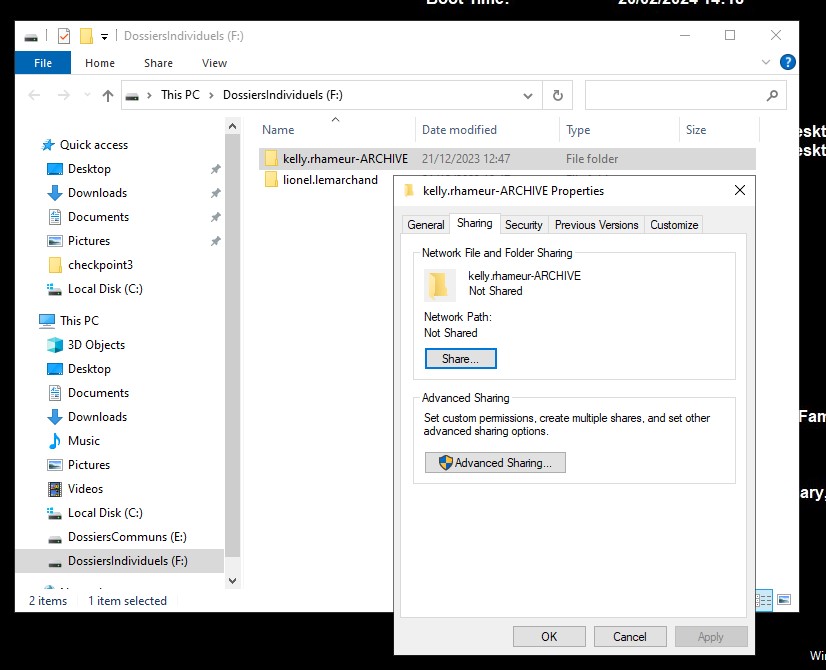 Boot Time:
20/02/2024 14:18
DossiersIndividuels (F:)
File Home Share View
This PC DossiersIndividuels (F:)
Name Date modified Type Size
Quick access
Desktop
Downloads
Documents
Pictures
checkpoint3
Local Disk (C:)
This PC
3D Objects
Desktop
Documents
Downloads
Music
Pictures
Videos
Local Disk (C:)
DossiersCommuns (E:)
DossiersIndividuels (F:)
2 items 1 item selected
kelly.rhameur-ARCHIVE 21/12/2023 12:47 File folder
lionel.lemarchand
kelly.rhameur-ARCHIVE Properties
General Sharing Security Previous Versions Customize
Network File and Folder Sharing
kelly.rhameur-ARCHIVE
Not Shared
Network Path:
Not Shared
Share...
Advanced Sharing
Set custom permissions, create multiple shares, and set other
advanced sharing options.
Advanced Sharing...
OK Cancel Apply
eskt
eskt
Fam
ary,
Wi